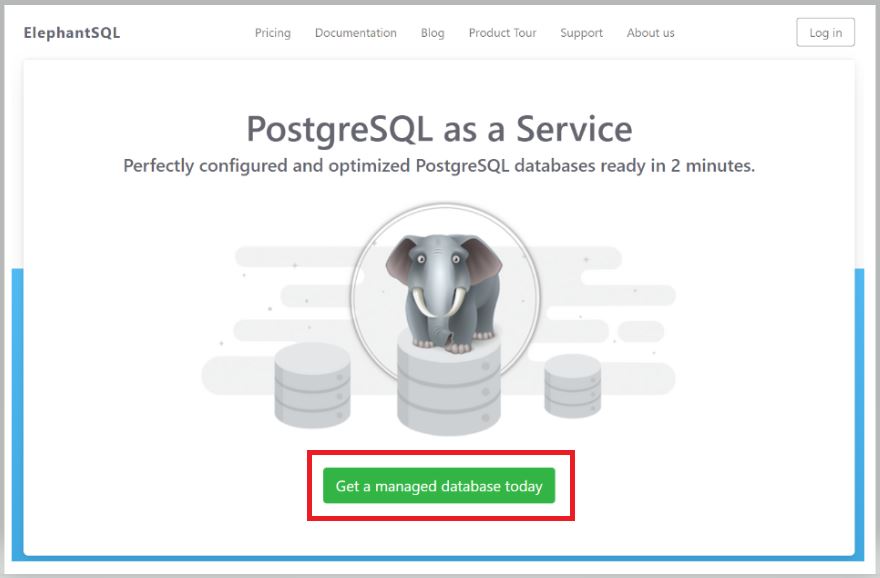 ElephantSQL
Pricing
Documentation
Blog
Product Tour
Support
About us
Log in
PostgreSQL as a Service
Perfectly configured and optimized PostgreSQL databases ready in 2 minutes.
Get a managed database today